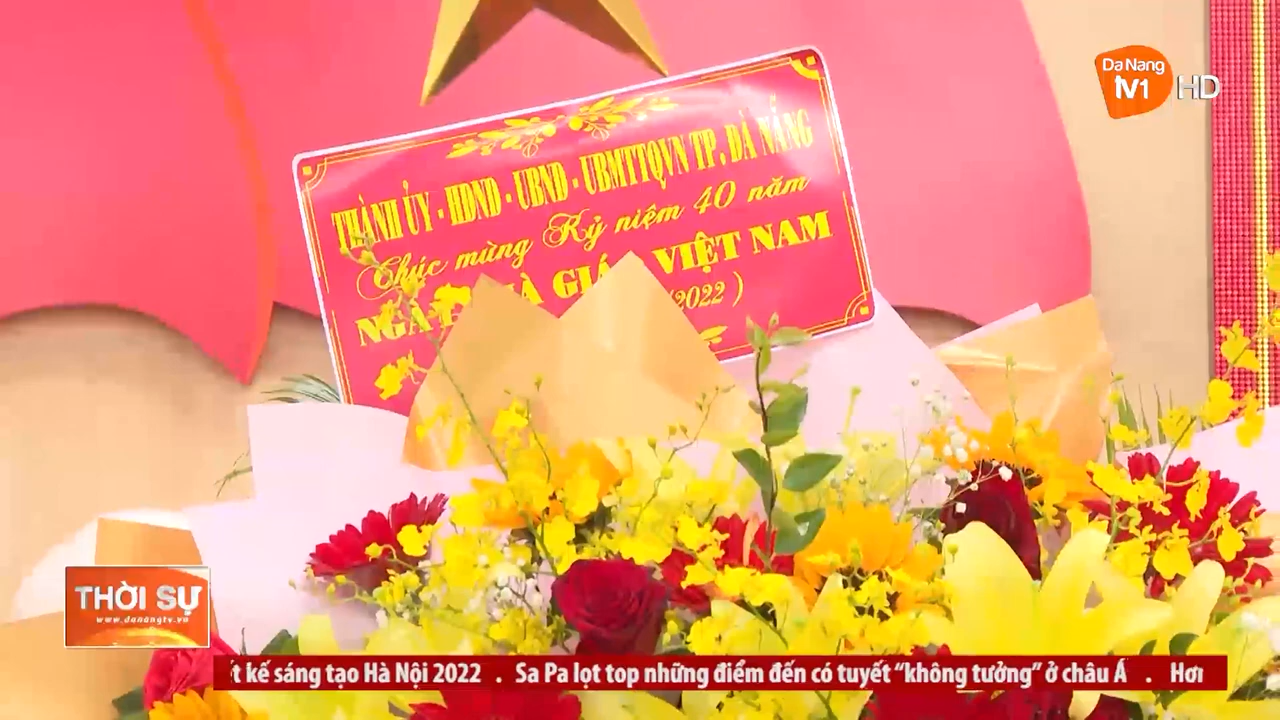 Da Nang
TV1 HD
THÀNH ỦY - HĐND - UBND - UBMTTQVN TP. ĐÀ NẴNG
Chúc mừng Kỷ niệm 40 năm
VIỆT NAM
2022 )
THỜI SỰ
www.danangtv.vn
kế sáng tạo Hà Nội 2022 . Sa Pa lọt top những điểm đến có tuyết “không tưởng” ở châu Á .